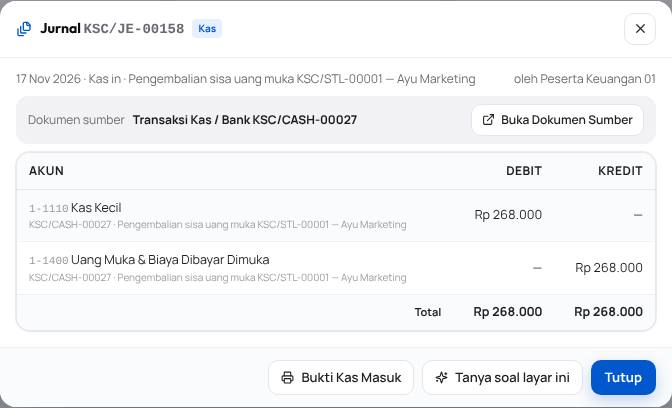 Jurnal KSC/JE-00158 Kas
17 Nov 2026 · Kas in · Pengembalian sisa uang muka KSC/STL-00001 — Ayu Marketing oleh Peserta Keuangan 01
Dokumen sumber Transaksi Kas / Bank KSC/CASH-00027 Buka Dokumen Sumber
AKUN DEBIT KREDIT
1-1110 Kas Kecil Rp 268.000 —
KSC/CASH-00027 · Pengembalian sisa uang muka KSC/STL-00001 — Ayu Marketing
1-1400 Uang Muka & Biaya Dibayar Dimuka — Rp 268.000
KSC/CASH-00027 · Pengembalian sisa uang muka KSC/STL-00001 — Ayu Marketing
Total Rp 268.000 Rp 268.000
Bukti Kas Masuk Tanya soal layar ini Tutup